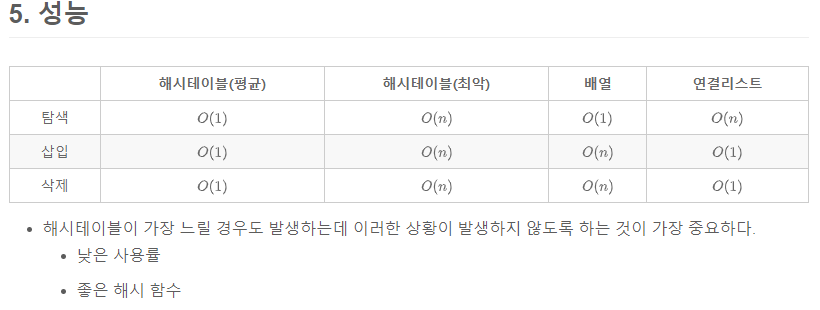 5. 성능
해시테이블(평균) 해시테이블(최악) 배열 연결리스트
탐색 O(1) O(n) O(1) O(n)
삽입 O(1) O(n) O(n) O(1)
삭제 O(1) O(n) O(n) O(1)
• 해시테이블이 가장 느릴 경우도 발생하는데 이러한 상황이 발생하지 않도록 하는 것이 가장 중요하다.
• 낮은 사용률
• 좋은 해시 함수